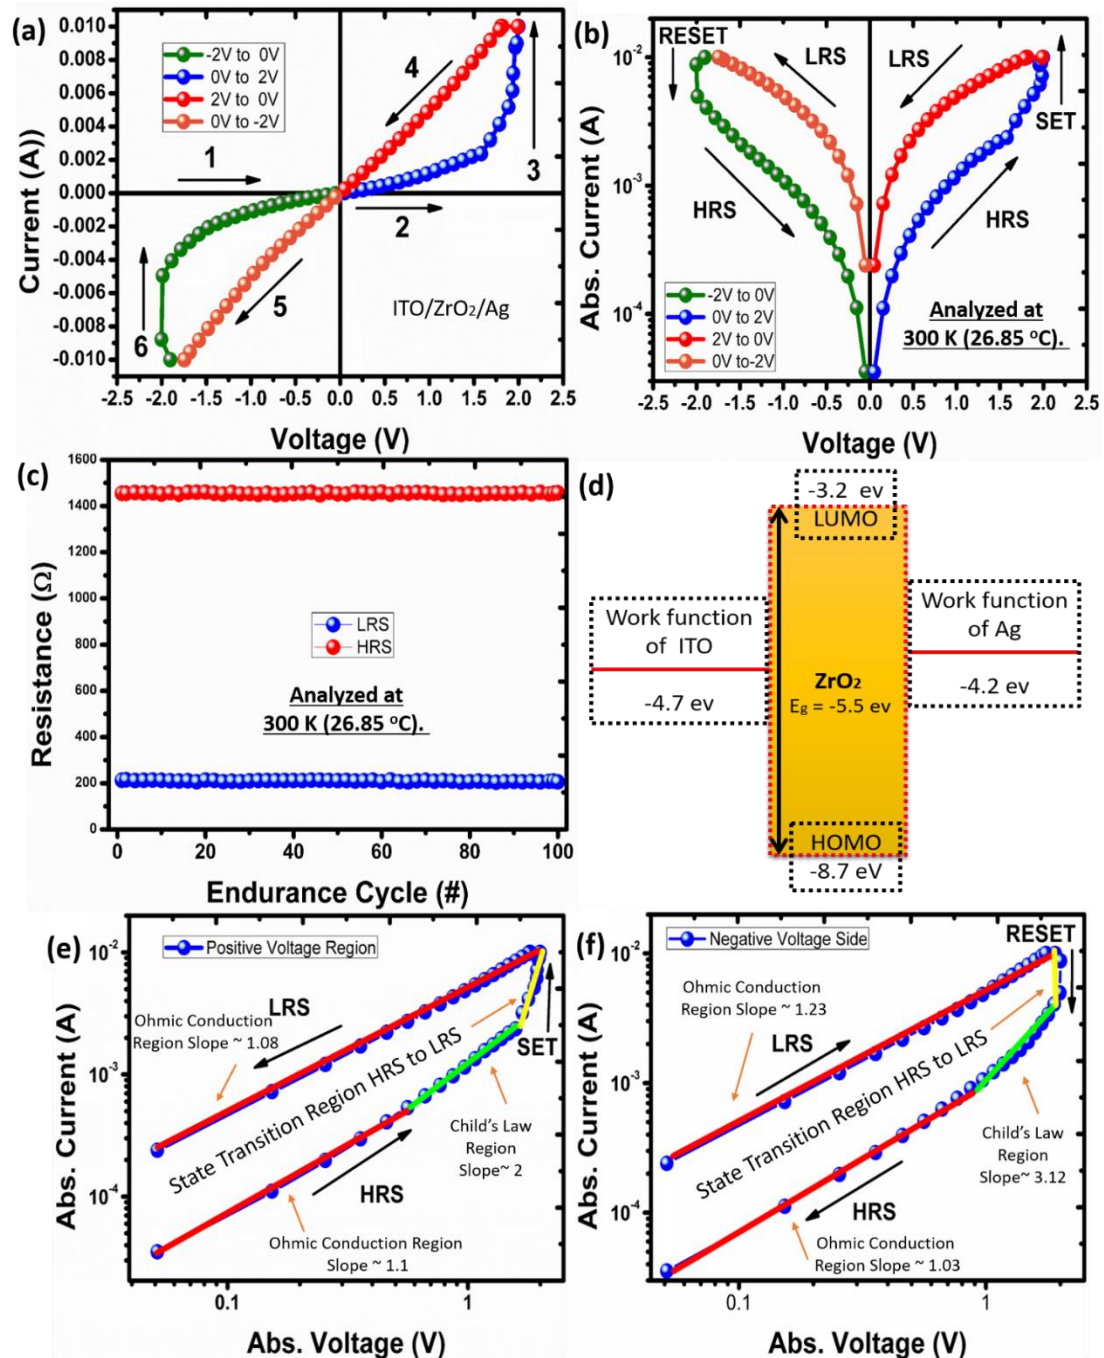 (a)
-2V to 0V
0V to 2V
2V to 0V
0V to -2V
1
2
3
4
5
6
ITO/ZrO₂/Ag
Current (A))
0.010
0.008
0.006
0.004
0.002
0.000
-0.002
-0.004
-0.006
-0.008
-0.010
-2.5 -2.0 -1.5 -1.0 -0.5 0.0 0.5 1.0 1.5 2.0 2.5
Voltage (V)
(b)
RESET
LRS
LRS
SET
HRS
HRS
-2V to 0V
0V to 2V
2V to 0V
0V to-2V
Analyzed at
300 K (26.85 °C).
Abs. Current (A)
10⁻²
10⁻³
10⁻⁴
-2.5 -2.0 -1.5 -1.0 -0.5 0.0 0.5 1.0 1.5 2.0 2.5
Voltage (V)
(c)
LRS
HRS
Analyzed at
300 K (26.85 °C).
Resistance (Ω)
1600
1400
1200
1000
800
600
400
200
0
0 20 40 60 80 100
Endurance Cycle (#)
(d)
-3.2 ev
LUMO
Work function
of ITO
-4.7 ev
ZrO₂
Eg = -5.5 ev
Work function
of Ag
-4.2 ev
HOMO
-8.7 eV
(e)
Positive Voltage Region
LRS
Ohmic Conduction
Region Slope ~ 1.08
State Transition Region HRS to LRS
SET
Child's Law
Region
Slope~ 2
HRS
Ohmic Conduction Region
Slope ~ 1.1
Abs. Current (A)
10⁻²
10⁻³
10⁻⁴
0.1 1
Abs. Voltage (V)
(f)
Negative Voltage Side
RESET
Ohmic Conduction
Region Slope ~ 1.23
LRS
State Transition Region HRS to LRS
Child's Law
Region
Slope~ 3.12
HRS
Ohmic Conduction
Region Slope ~ 1.03
Abs. Current (A)
10⁻²
10⁻³
10⁻⁴
0.1 1
Abs. Voltage (V)